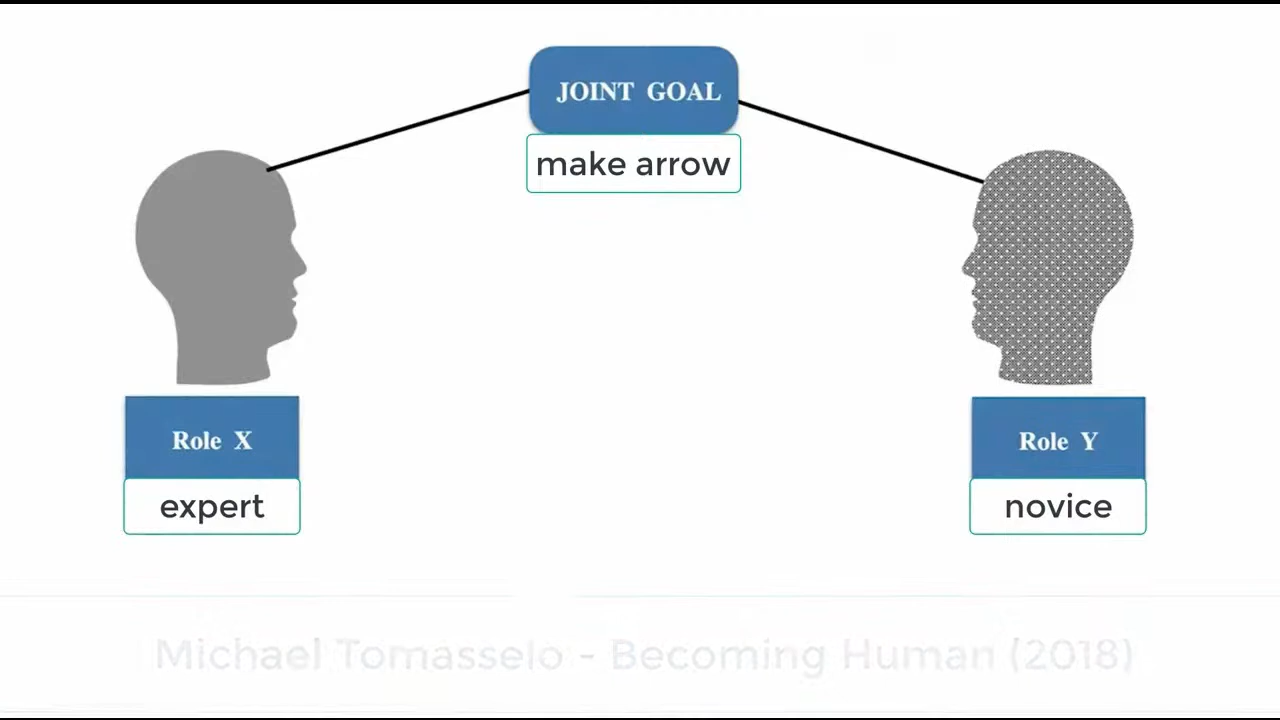 JOINT GOAL
make arrow
Role X
Role Y
expert
novice
Michael Tomasselo - Becoming Human (2018)